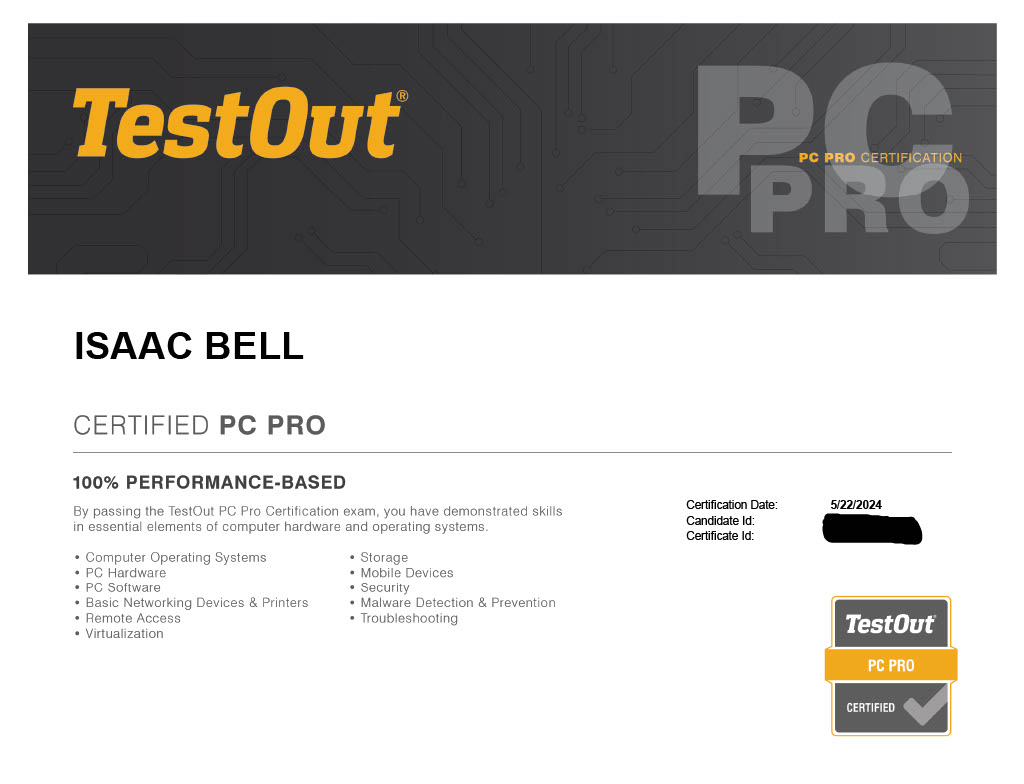 TestOut®
PC
PC PRO CERTIFICATION
PRO
ISAAC BELL
CERTIFIED PC PRO
100% PERFORMANCE-BASED
By passing the TestOut PC Pro Certification exam, you have demonstrated skills
in essential elements of computer hardware and operating systems.
• Computer Operating Systems
• PC Hardware
• PC Software
• Basic Networking Devices & Printers
• Remote Access
• Virtualization
• Storage
• Mobile Devices
• Security
• Malware Detection & Prevention
• Troubleshooting
Certification Date: 5/22/2024
Candidate Id:
Certificate Id:
TestOut®
PC PRO
CERTIFIED